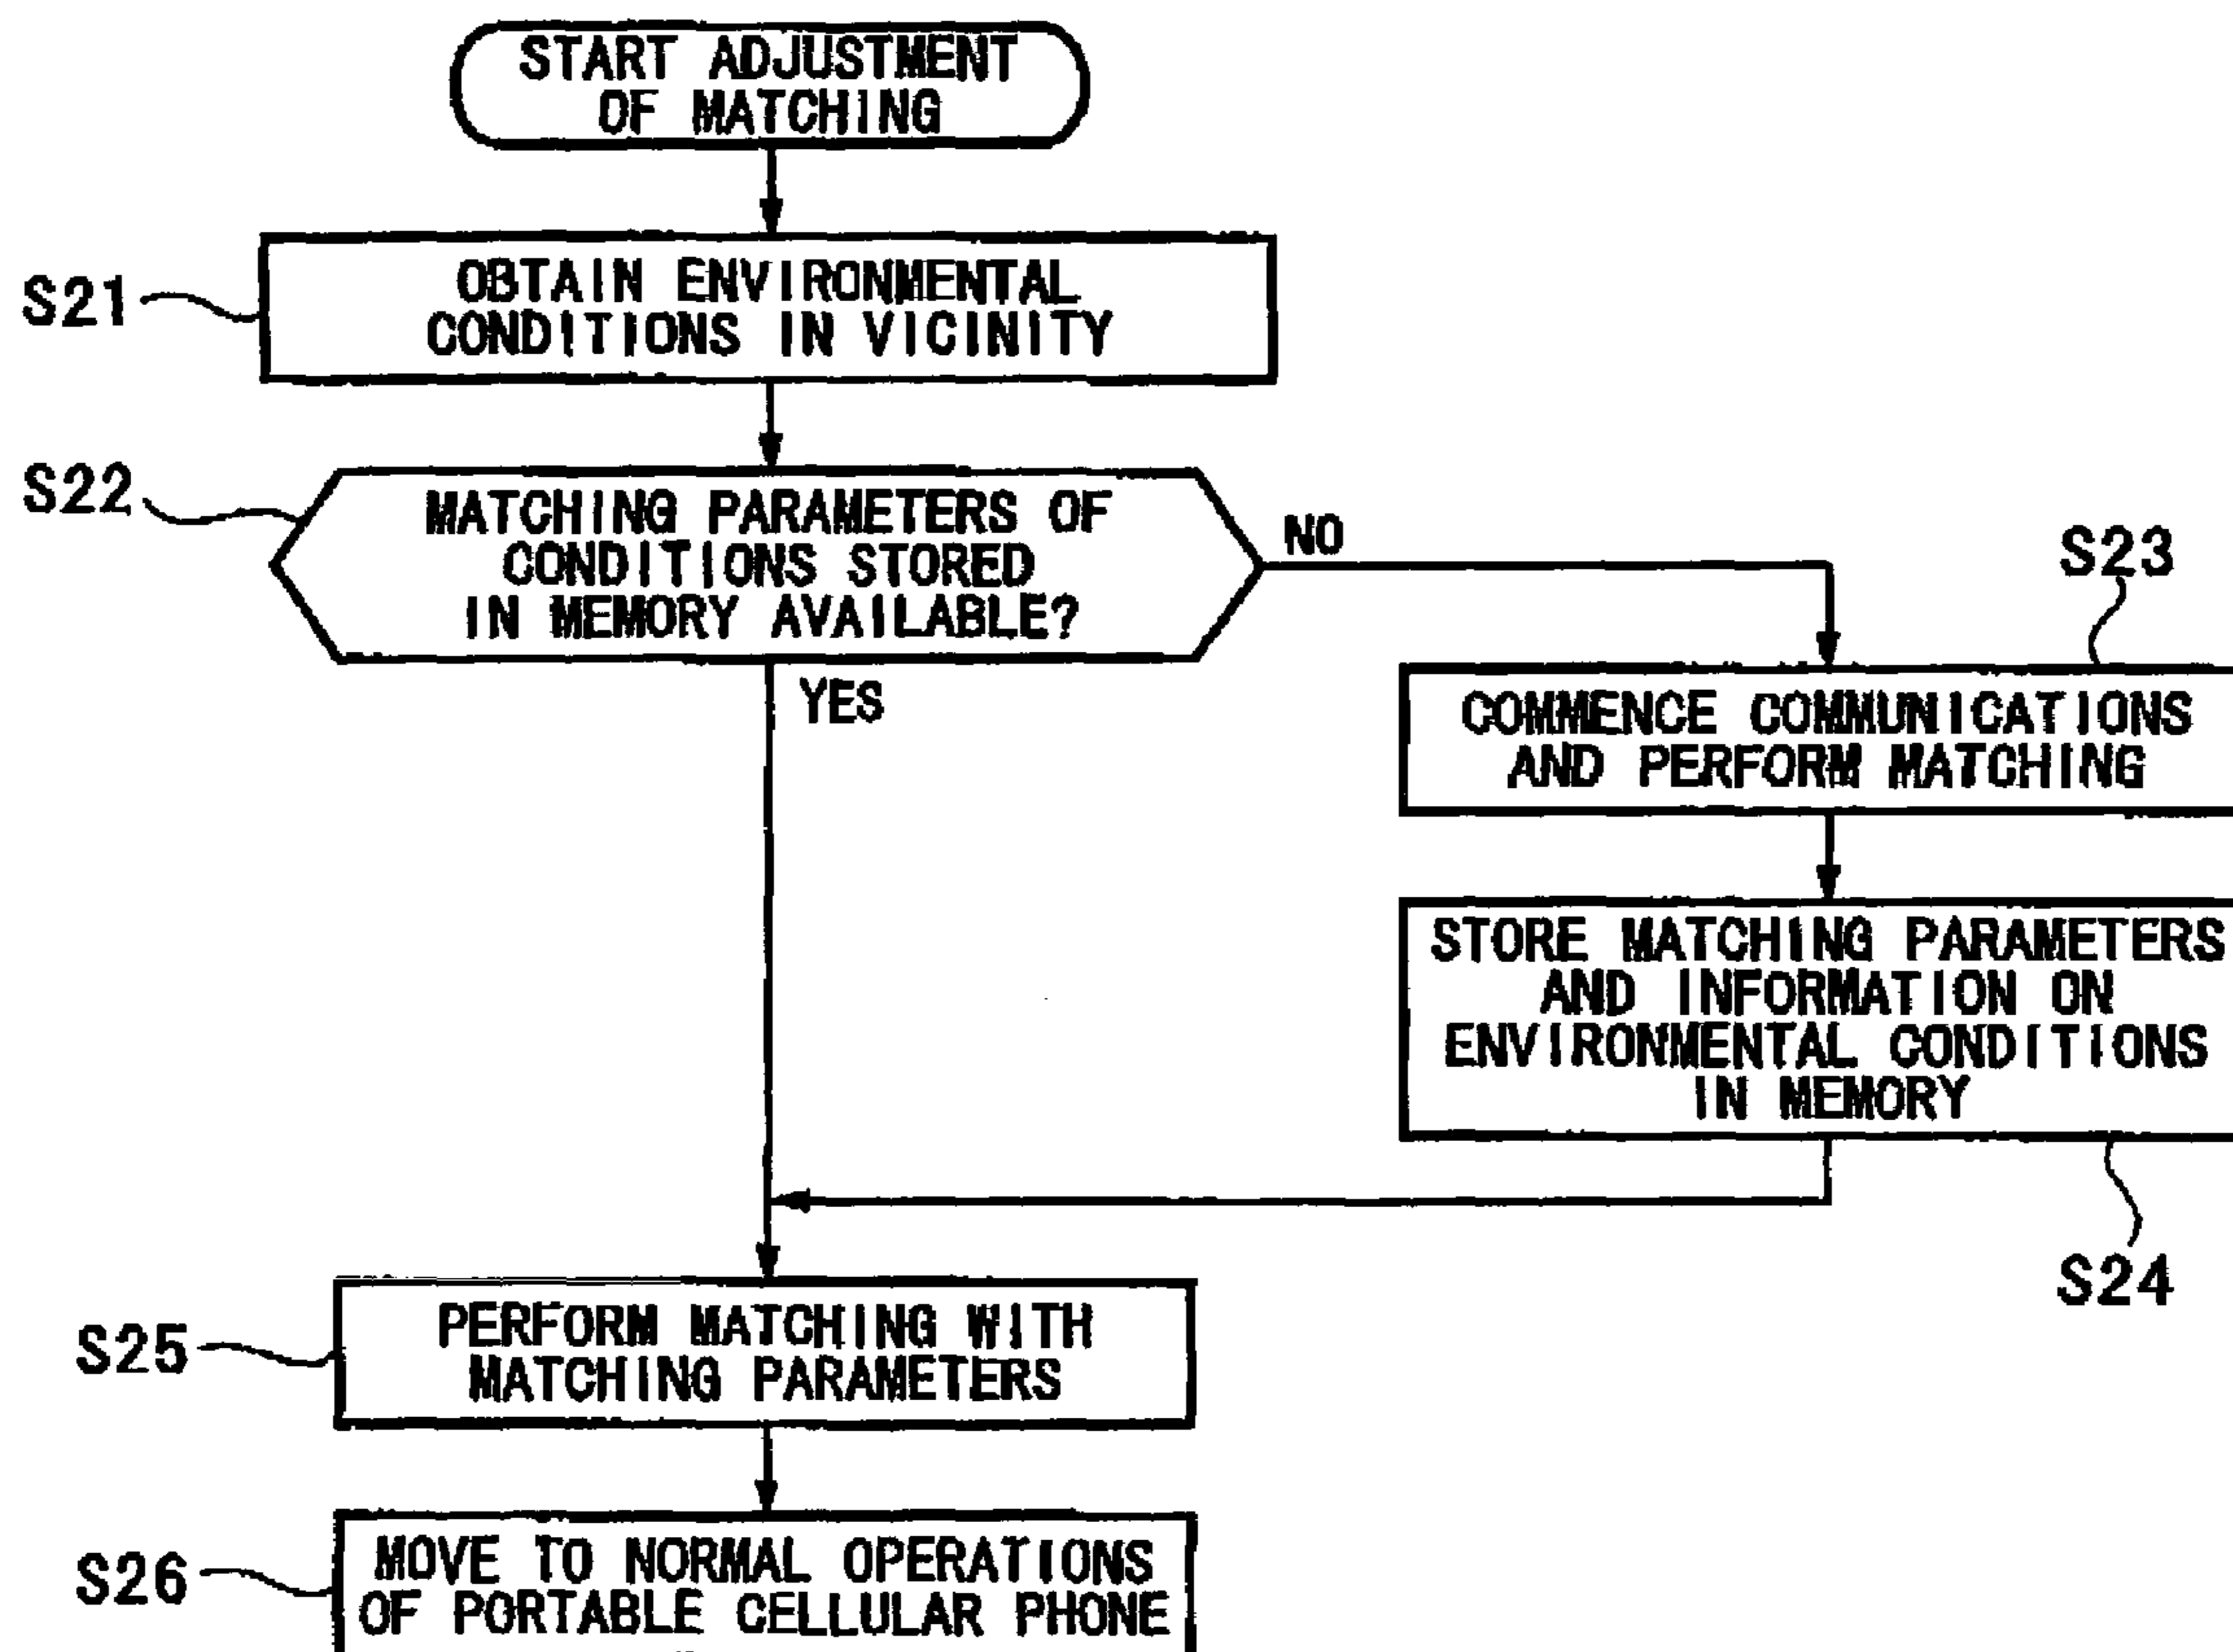 START ADJUSTMENT
OF MATCHING
S21
OBTAIN ENVIRONMENTAL
CONDITIONS IN VICINITY
S22
MATCHING PARAMETERS OF
CONDITIONS STORED
IN MEMORY AVAILABLE?
NO
YES
S23
COMMENCE COMMUNICATIONS
AND PERFORM MATCHING
STORE MATCHING PARAMETERS
AND INFORMATION ON
ENVIRONMENTAL CONDITIONS
IN MEMORY
S24
S25
PERFORM MATCHING WITH
MATCHING PARAMETERS
S26
MOVE TO NORMAL OPERATIONS
OF PORTABLE CELLULAR PHONE